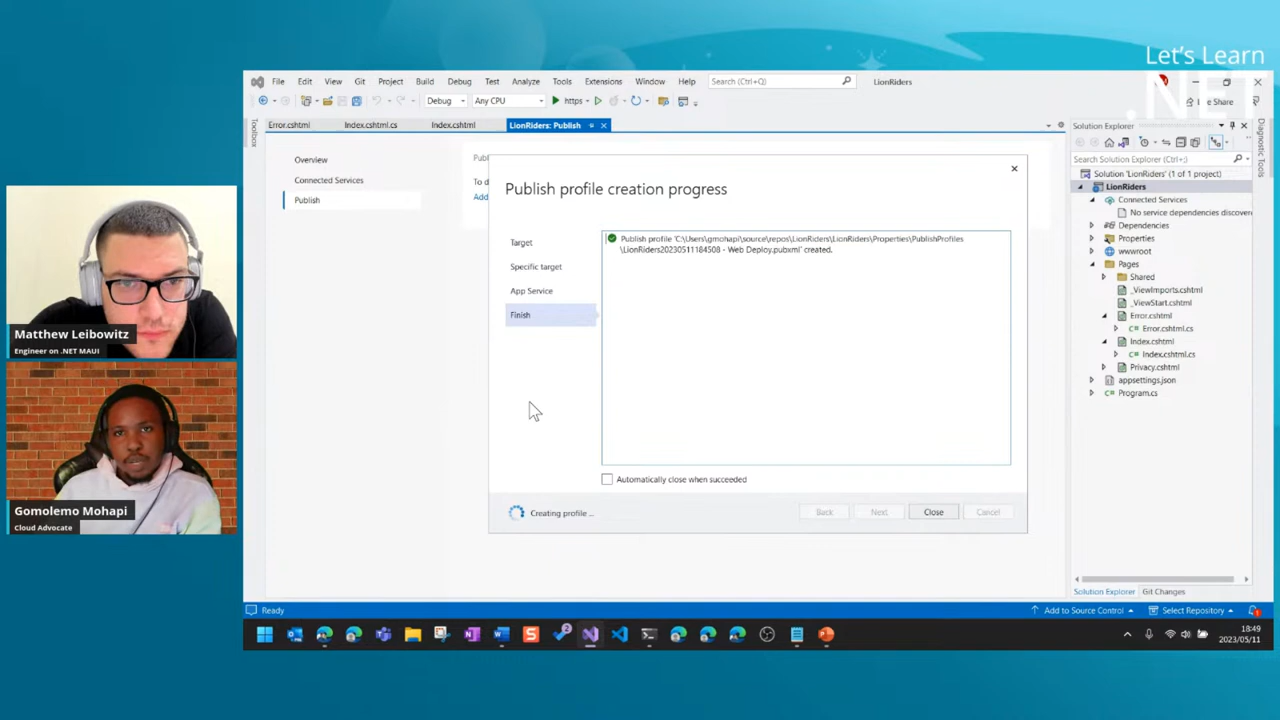 Let's Learn
.NET
File Edit View Git Project Build Debug Test Analyze Tools Extensions Window Help Search (Ctrl+Q) LionRiders
Debug Any CPU https Share
Error.cshtml Index.cshtml.cs Index.cshtml LionRiders: Publish
Toolbox
Overview
Connected Services
Publish
Publ
To d
Add
Publish profile creation progress
Target
Specific target
App Service
Finish
Publish profile 'C:\Users\gmohapi\source\repos\LionRiders\LionRiders\Properties\PublishProfiles
\LionRiders20230511184508 - Web Deploy.pubxml' created.
Automatically close when succeeded
Creating profile ...
Back Next Close Cancel
Solution Explorer
Search Solution Explorer (Ctrl+;)
Solution 'LionRiders' (1 of 1 project)
LionRiders
Connected Services
No service dependencies discover
Dependencies
Properties
wwwroot
Pages
Shared
_ViewImports.cshtml
_ViewStart.cshtml
Error.cshtml
Error.cshtml.cs
Index.cshtml
Index.cshtml.cs
Privacy.cshtml
appsettings.json
Program.cs
Solution Explorer Git Changes
Diagnostic Tools
Matthew Leibowitz
Engineer on .NET MAUI
Gomolemo Mohapi
Cloud Advocate
Ready Add to Source Control Select Repository
18:49
2023/05/11